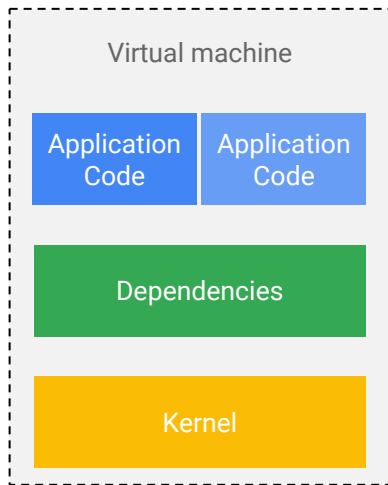 Virtual machine
Application
Code
Application
Code
Dependencies
Kernel